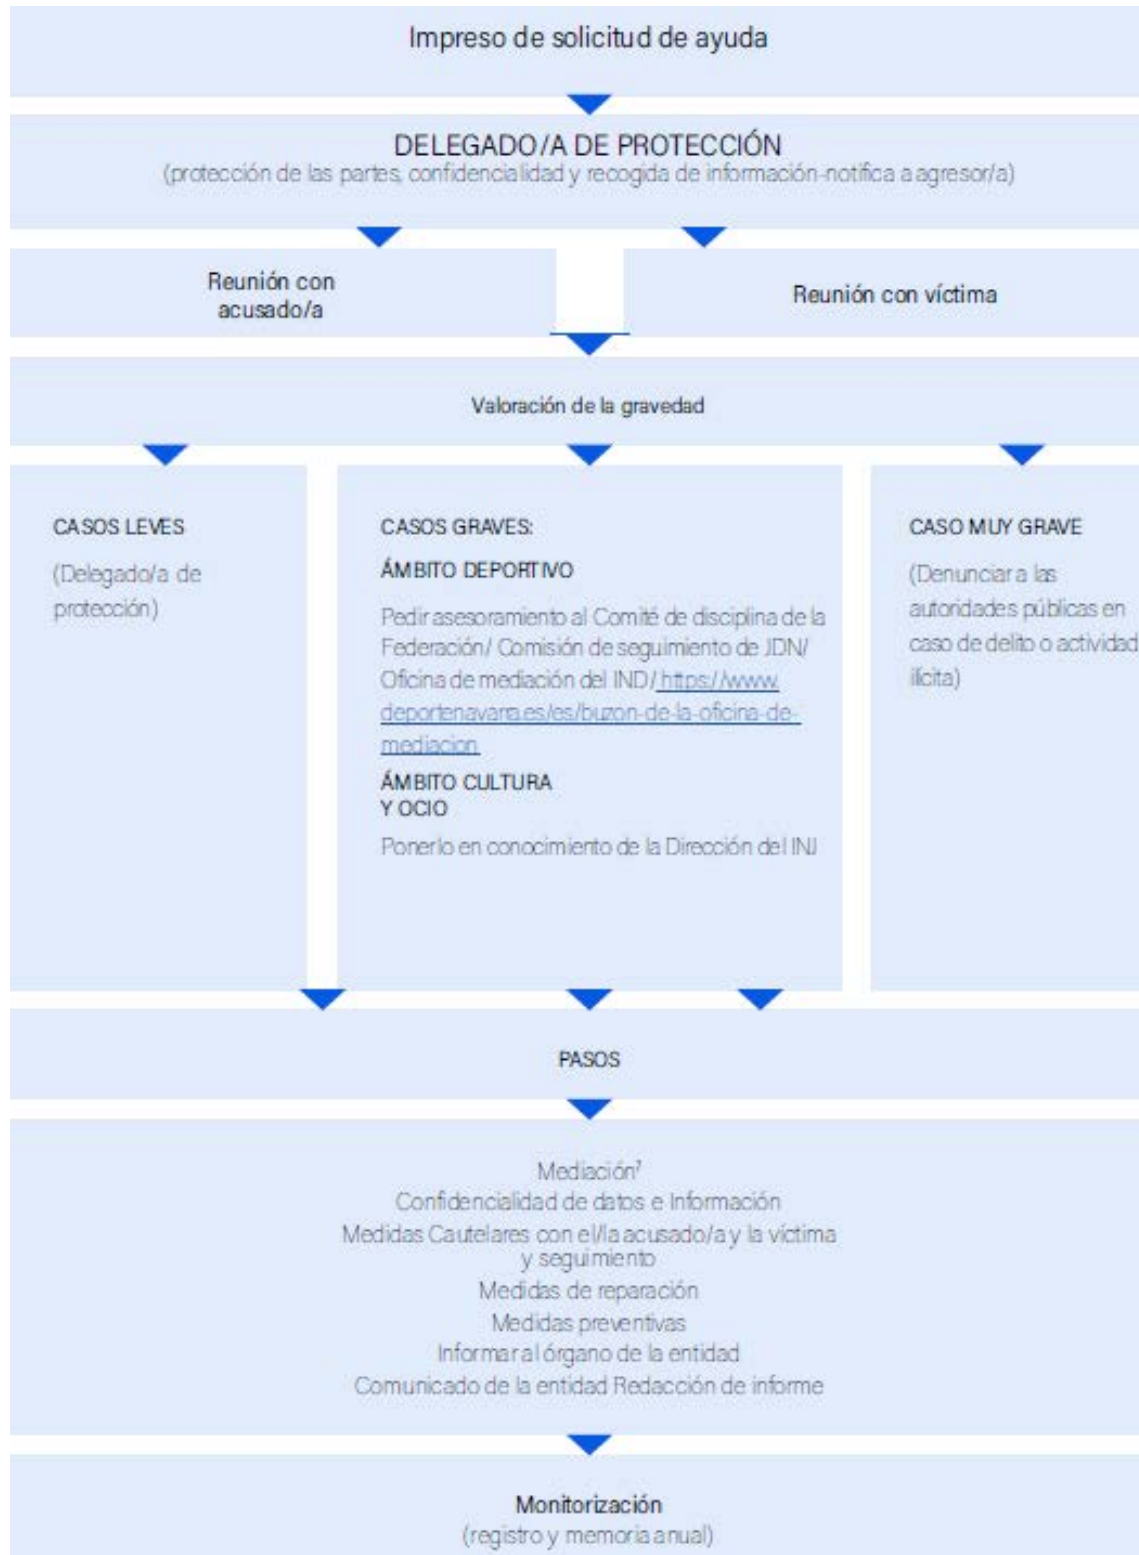 Impreso de solicitud de ayuda
DELEGADO/A DE PROTECCIÓN
(protección de las partes, confidencialidad y recogida de información-notifica a agresor/a)
Reunión con
acusado/a
Reunión con víctima
Valoración de la gravedad
CASOS LEVES
(Delegado/a de
protección)
CASOS GRAVES:
ÁMBITO DEPORTIVO
Pedir asesoramiento al Comité de disciplina de la
Federación/ Comisión de seguimiento de JDN/
Oficina de mediación del IND/ https://www.
deportenavarra.es/es/buzon-de-la-oficina-de-
mediacion
ÁMBITO CULTURA
Y OCIO
Ponerlo en conocimiento de la Dirección del INJ
CASO MUY GRAVE
(Denunciar a las
autoridades públicas en
caso de delito o actividad
ilícita)
PASOS
Mediación⁷
Confidencialidad de datos e Información
Medidas Cautelares con el/la acusado/a y la víctima
y seguimiento
Medidas de reparación
Medidas preventivas
Informar al órgano de la entidad
Comunicado de la entidad Redacción de informe
Monitorización
(registro y memoria anual)